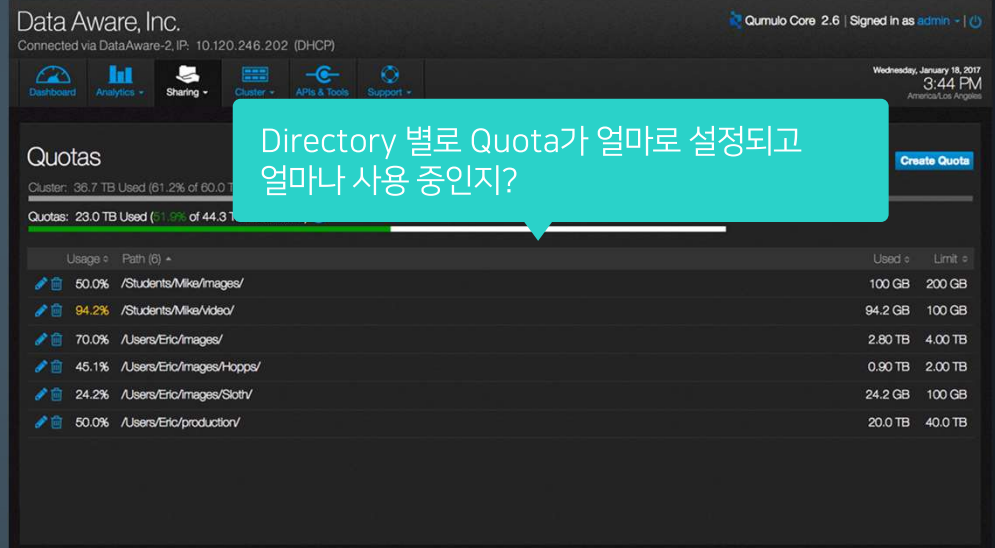 Data Aware, Inc.
Qumulo Core 2.6 | Signed in as admin
Connected via DataAware-2, IP: 10.120.246.202 (DHCP)
Dashboard Analytics Sharing Cluster APIs & Tools Support
Wednesday, January 18, 2017
3:44 PM
America/Los Angeles
Directory 별로 Quota가 얼마로 설정되고
얼마나 사용 중인지?
Quotas
Create Quota
Cluster: 36.7 TB Used (61.2% of 60.0 T
Quotas: 23.0 TB Used (51.9% of 44.3 T
Usage Path (6) Used Limit
50.0% /Students/Mike/images/ 100 GB 200 GB
94.2% /Students/Mike/video/ 94.2 GB 100 GB
70.0% /Users/Eric/images/ 2.80 TB 4.00 TB
45.1% /Users/Eric/images/Hopps/ 0.90 TB 2.00 TB
24.2% /Users/Eric/images/Sloth/ 24.2 GB 100 GB
50.0% /Users/Eric/production/ 20.0 TB 40.0 TB